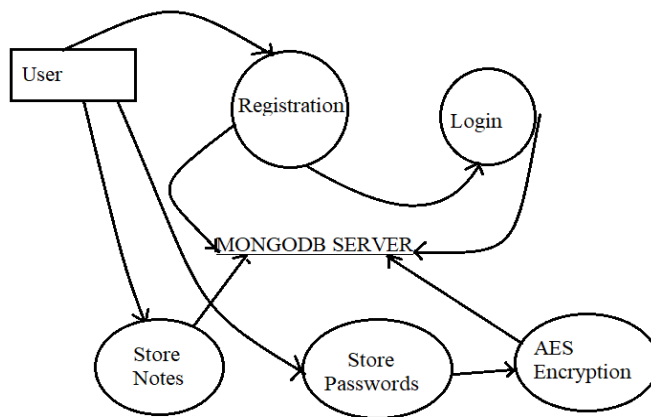 User
Registration
Login
MONGODB SERVER
Store
Notes
Store
Passwords
AES
Encryption